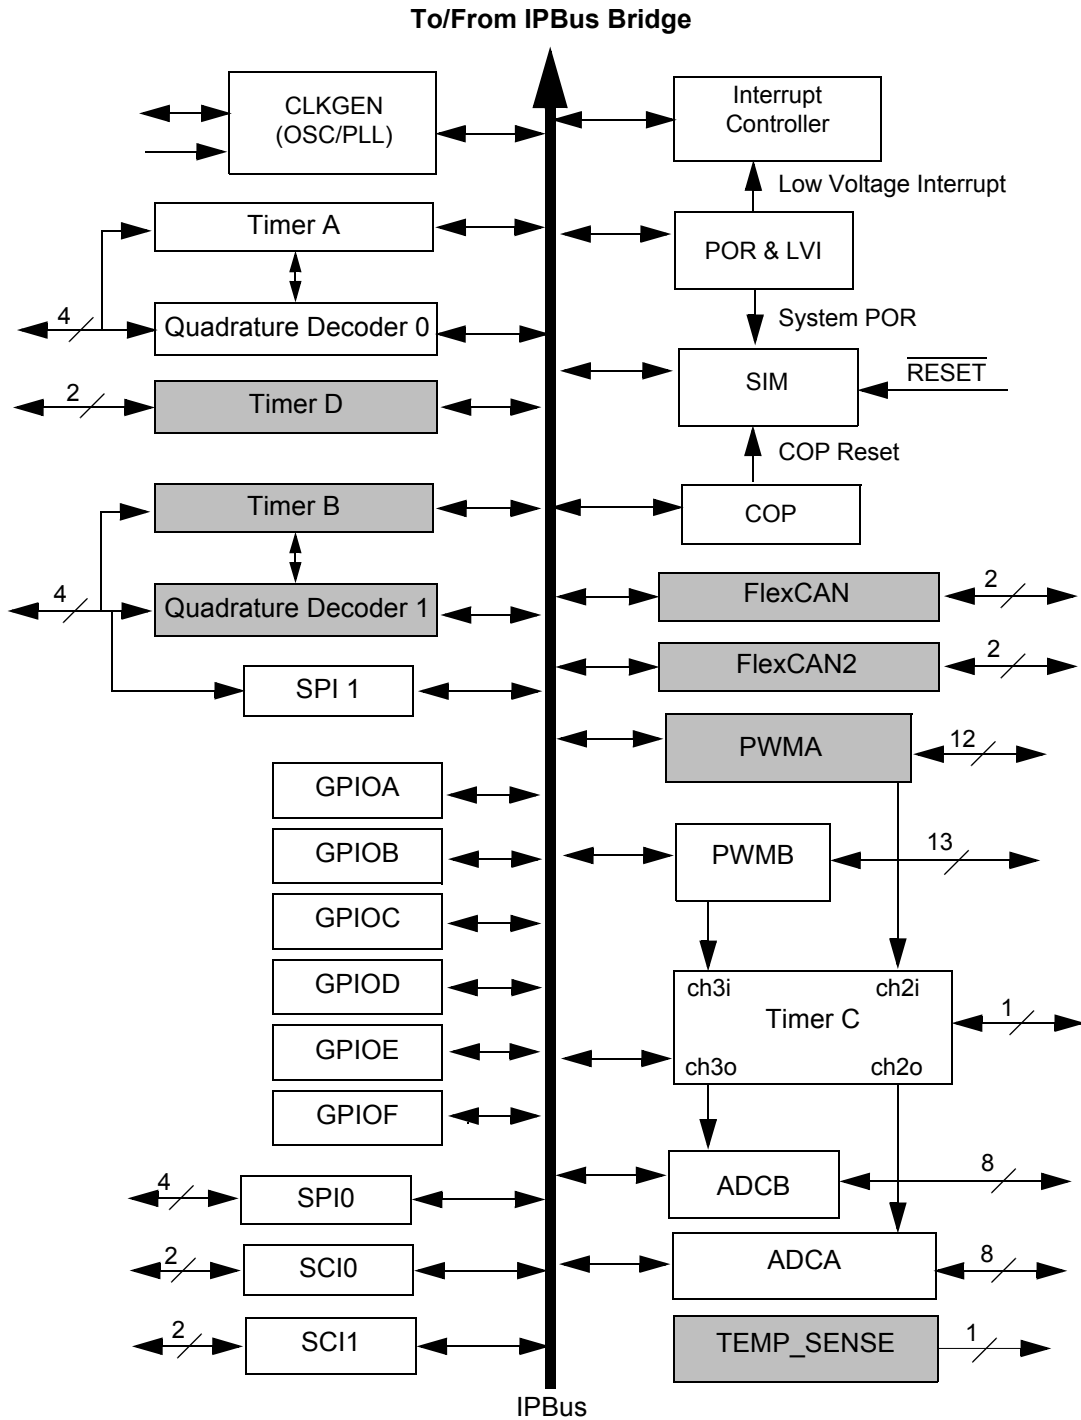 To/From IPBus Bridge
CLKGEN
(OSC/PLL)
Timer A
4
Quadrature Decoder 0
2
Timer D
Timer B
4
Quadrature Decoder 1
SPI 1
GPIOA
GPIOB
GPIOC
GPIOD
GPIOE
GPIOF
4
SPI0
2
SCI0
2
SCI1
Interrupt
Controller
Low Voltage Interrupt
POR & LVI
System POR
SIM
RESET
COP Reset
COP
FlexCAN
2
FlexCAN2
2
PWMA
12
PWMB
13
ch3i
ch2i
Timer C
1
ch3o
ch2o
ADCB
8
ADCA
8
TEMP_SENSE
1
IPBus